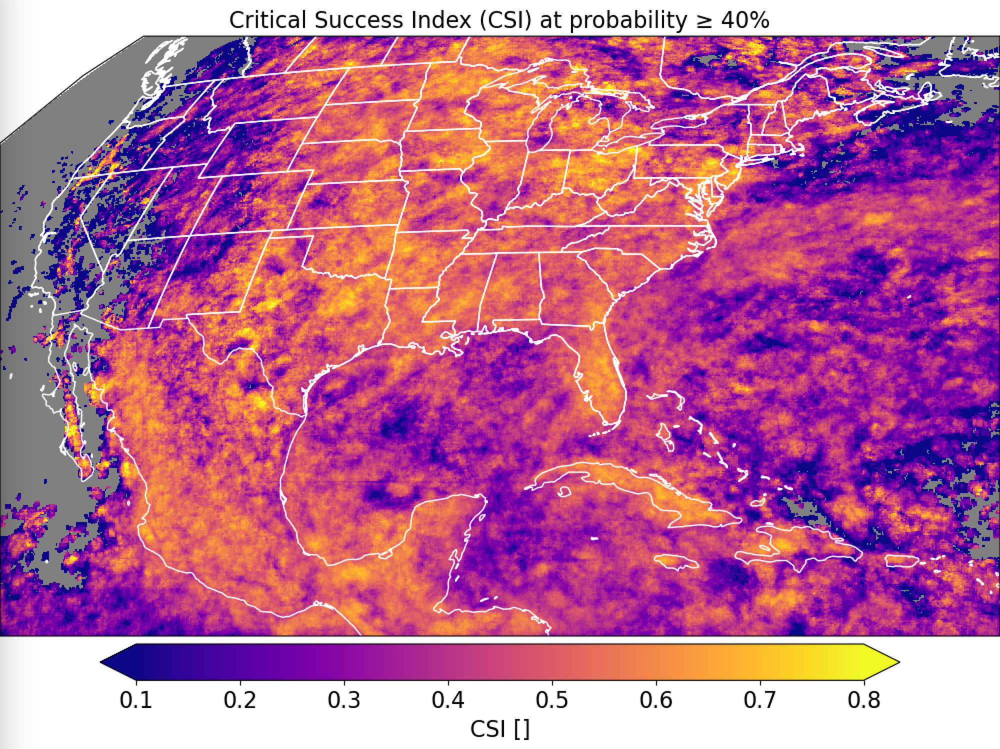 Critical Success Index (CSI) at probability ≥ 40%
0.1 0.2 0.3 0.4 0.5 0.6 0.7 0.8
CSI []